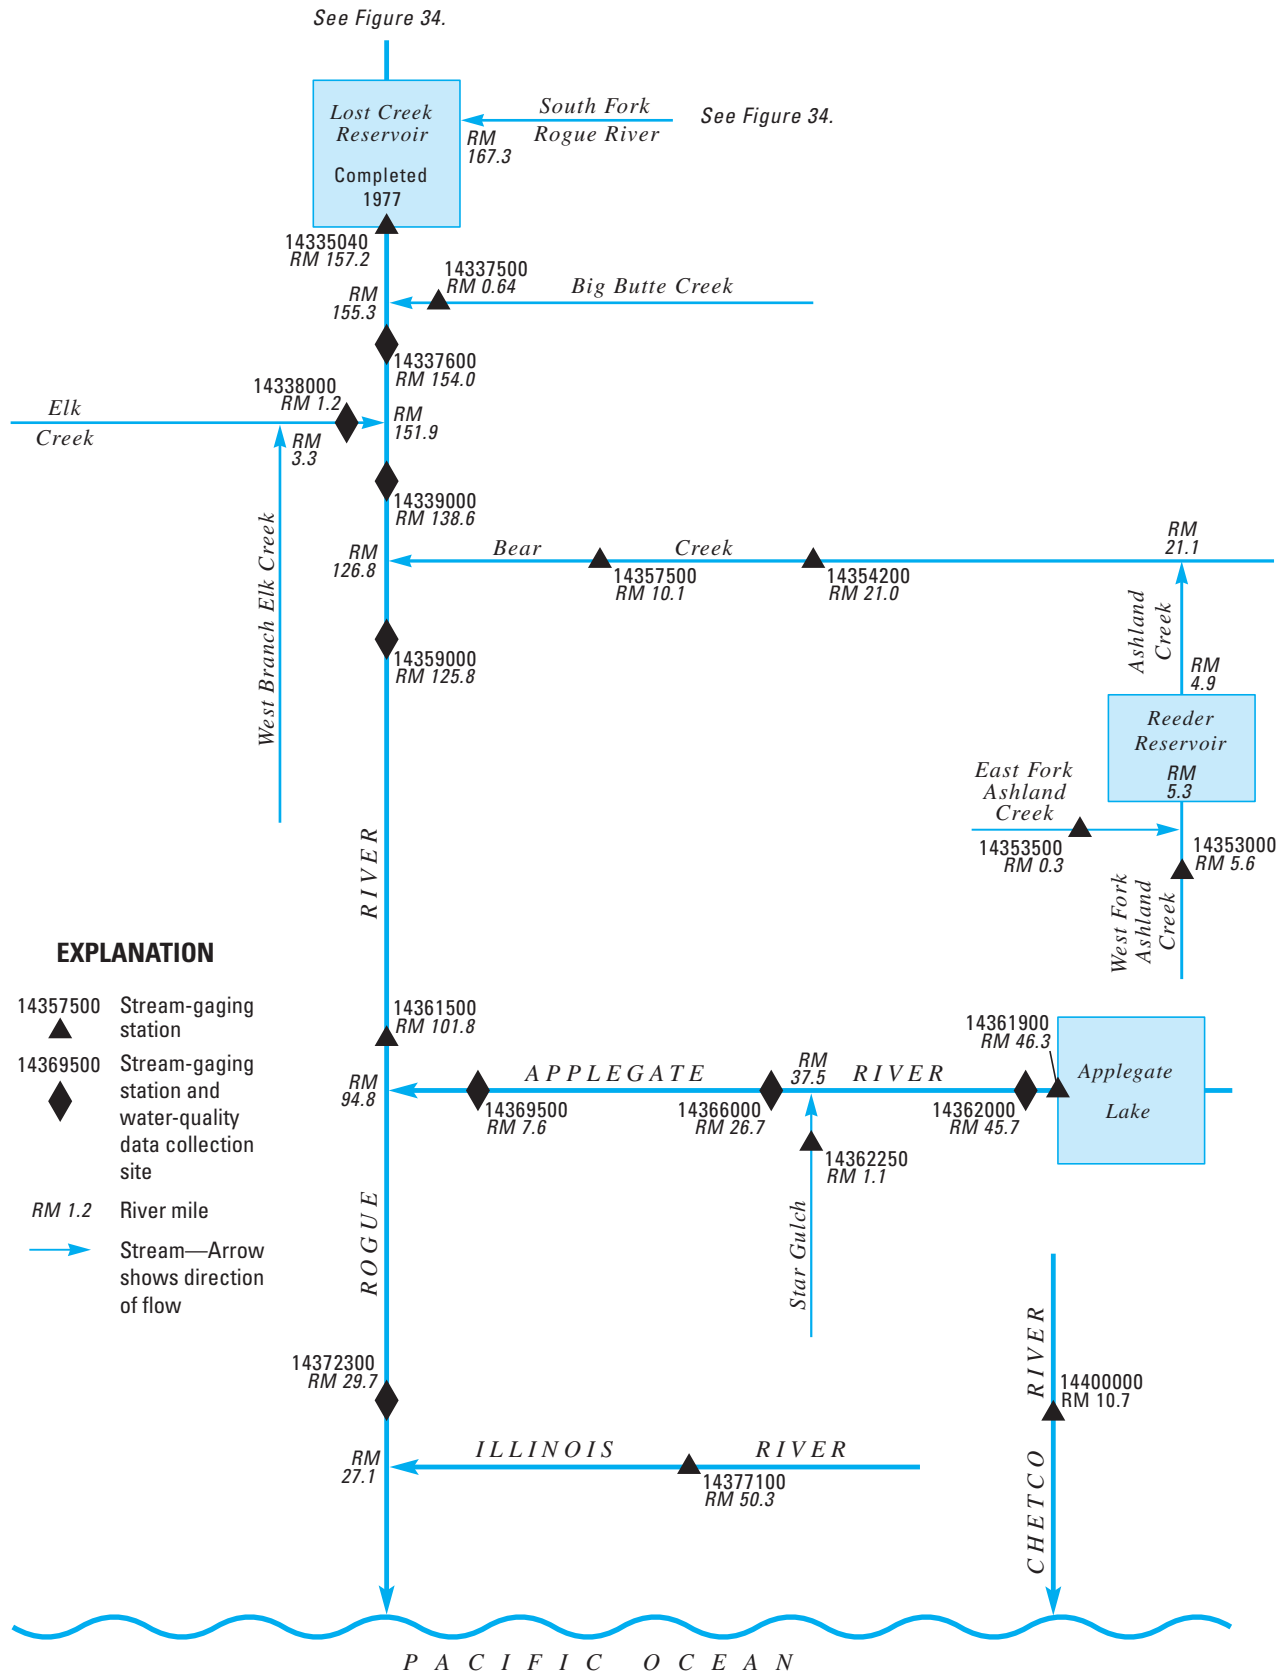 See Figure 34.
Lost Creek
Reservoir
Completed
1977
South Fork
Rogue River
See Figure 34.
RM
167.3
14335040
RM 157.2
14337500
RM 0.64
Big Butte Creek
RM
155.3
14337600
RM 154.0
14338000
RM 1.2
Elk
Creek
RM
3.3
RM
151.9
West Branch Elk Creek
14339000
RM 138.6
RM
126.8
Bear Creek
14357500
RM 10.1
14354200
RM 21.0
RM
21.1
Ashland
Creek
RM
4.9
14359000
RM 125.8
Reeder
Reservoir
RM
5.3
East Fork
Ashland
Creek
14353500
RM 0.3
14353000
RM 5.6
West Fork
Ashland
Creek
ROGUE RIVER
EXPLANATION
14357500 Stream-gaging
station
14369500 Stream-gaging
station and
water-quality
data collection
site
RM 1.2 River mile
Stream—Arrow
shows direction
of flow
14361500
RM 101.8
RM
94.8
APPLEGATE RIVER
14369500
RM 7.6
14366000
RM 26.7
RM
37.5
14362000
RM 45.7
14361900
RM 46.3
Applegate
Lake
14362250
RM 1.1
Star Gulch
14372300
RM 29.7
RM
27.1
ILLINOIS RIVER
14377100
RM 50.3
CHETCO RIVER
14400000
RM 10.7
PACIFIC OCEAN